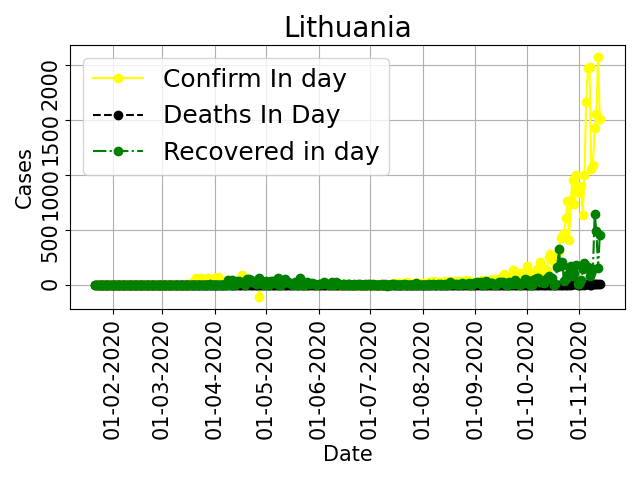 Lithuania
Confirm In day
Deaths In Day
Recovered in day
Cases
2000
1500
1000
500
0
01-02-2020
01-03-2020
01-04-2020
01-05-2020
01-06-2020
01-07-2020
01-08-2020
01-09-2020
01-10-2020
01-11-2020
Date